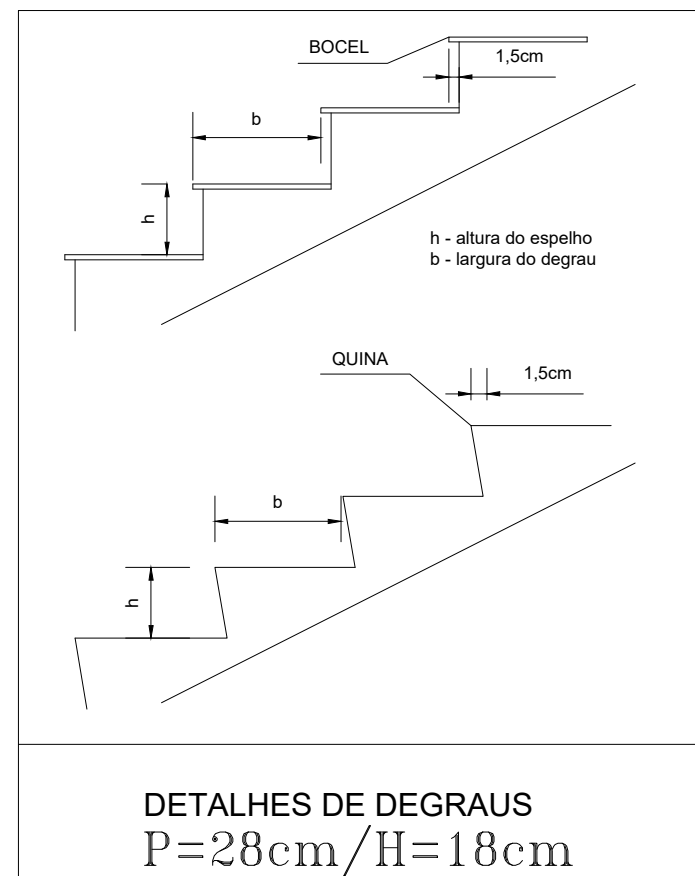 BOCEL
1,5cm
b
h
h - altura do espelho
b - largura do degrau
QUINA
1,5cm
b
h
DETALHES DE DEGRAUS
P=28cm/H=18cm